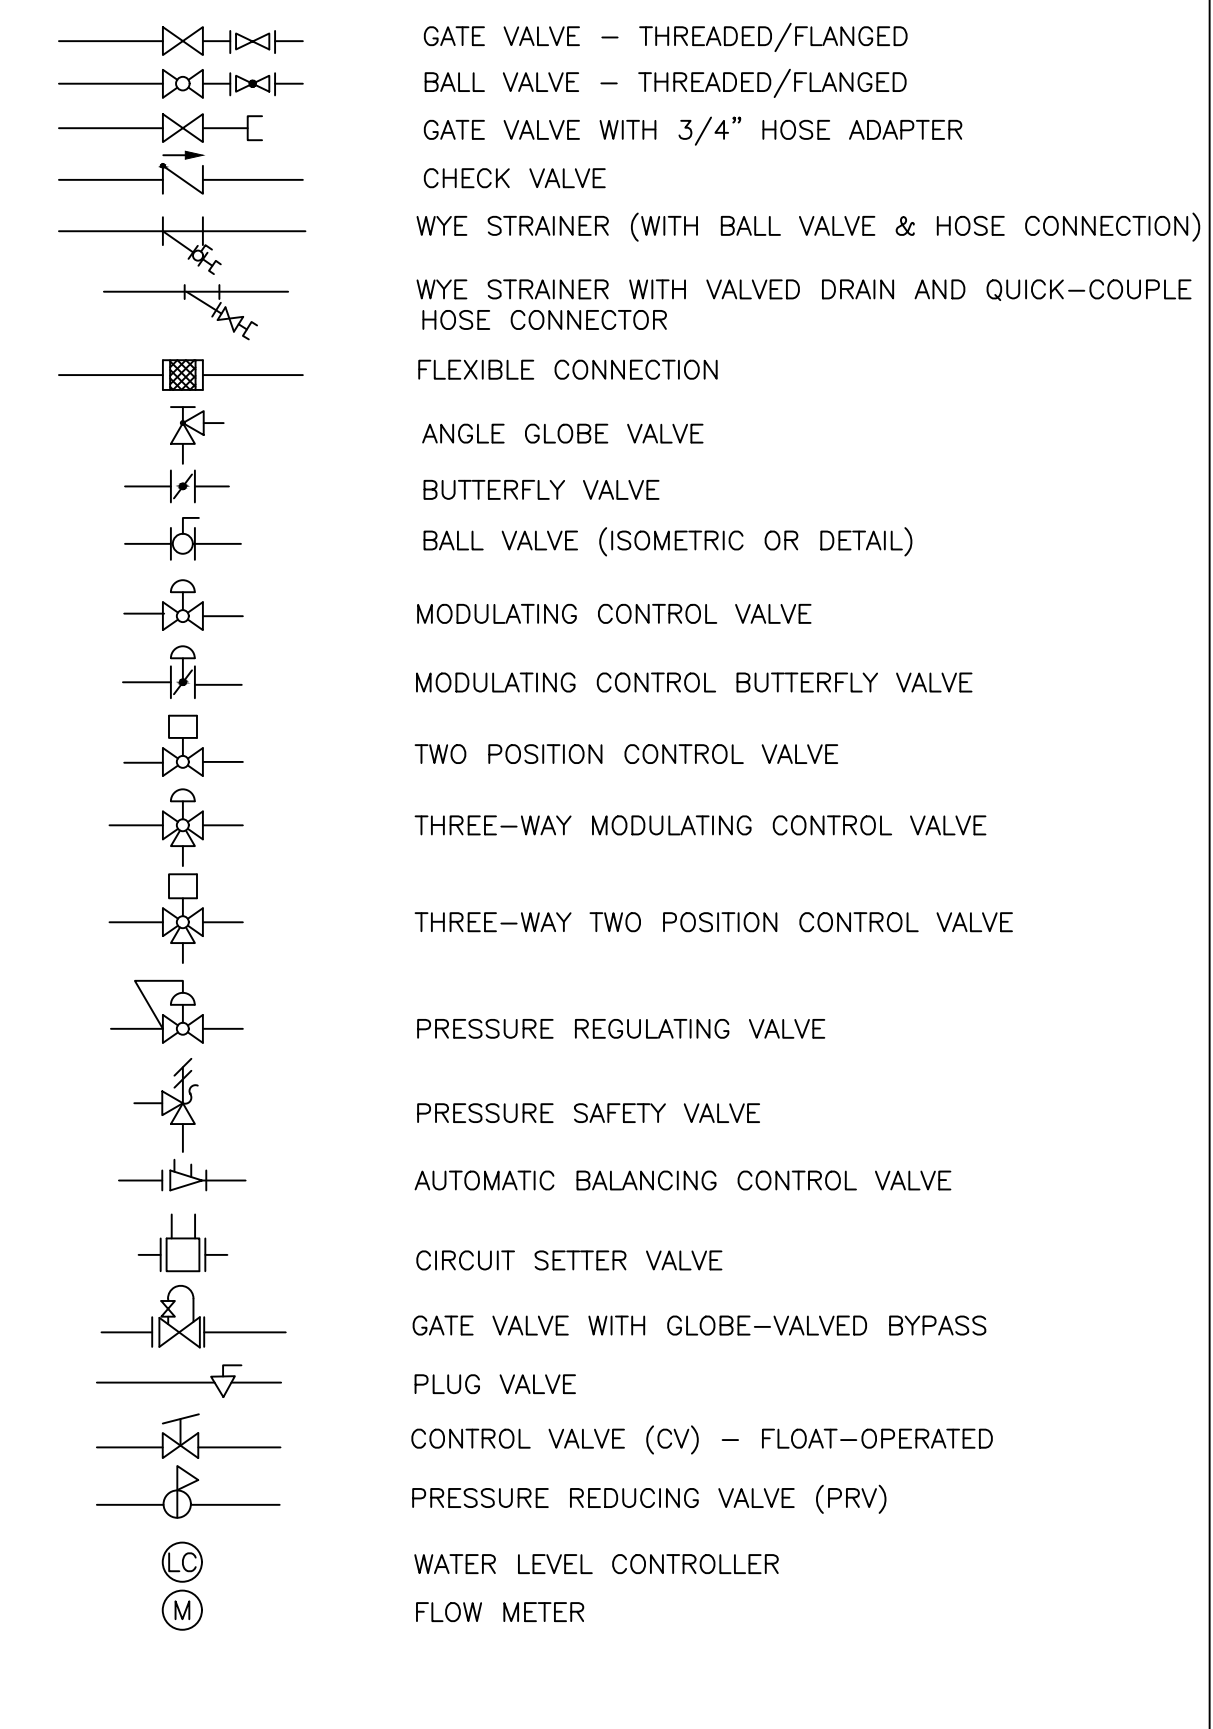 GATE VALVE – THREADED/FLANGED
BALL VALVE – THREADED/FLANGED
GATE VALVE WITH 3/4” HOSE ADAPTER
CHECK VALVE
WYE STRAINER (WITH BALL VALVE & HOSE CONNECTION)
WYE STRAINER WITH VALVED DRAIN AND QUICK–COUPLE
HOSE CONNECTOR
FLEXIBLE CONNECTION
ANGLE GLOBE VALVE
BUTTERFLY VALVE
BALL VALVE (ISOMETRIC OR DETAIL)
MODULATING CONTROL VALVE
MODULATING CONTROL BUTTERFLY VALVE
TWO POSITION CONTROL VALVE
THREE–WAY MODULATING CONTROL VALVE
THREE–WAY TWO POSITION CONTROL VALVE
PRESSURE REGULATING VALVE
PRESSURE SAFETY VALVE
AUTOMATIC BALANCING CONTROL VALVE
CIRCUIT SETTER VALVE
GATE VALVE WITH GLOBE–VALVED BYPASS
PLUG VALVE
CONTROL VALVE (CV) – FLOAT–OPERATED
PRESSURE REDUCING VALVE (PRV)
LC WATER LEVEL CONTROLLER
M FLOW METER